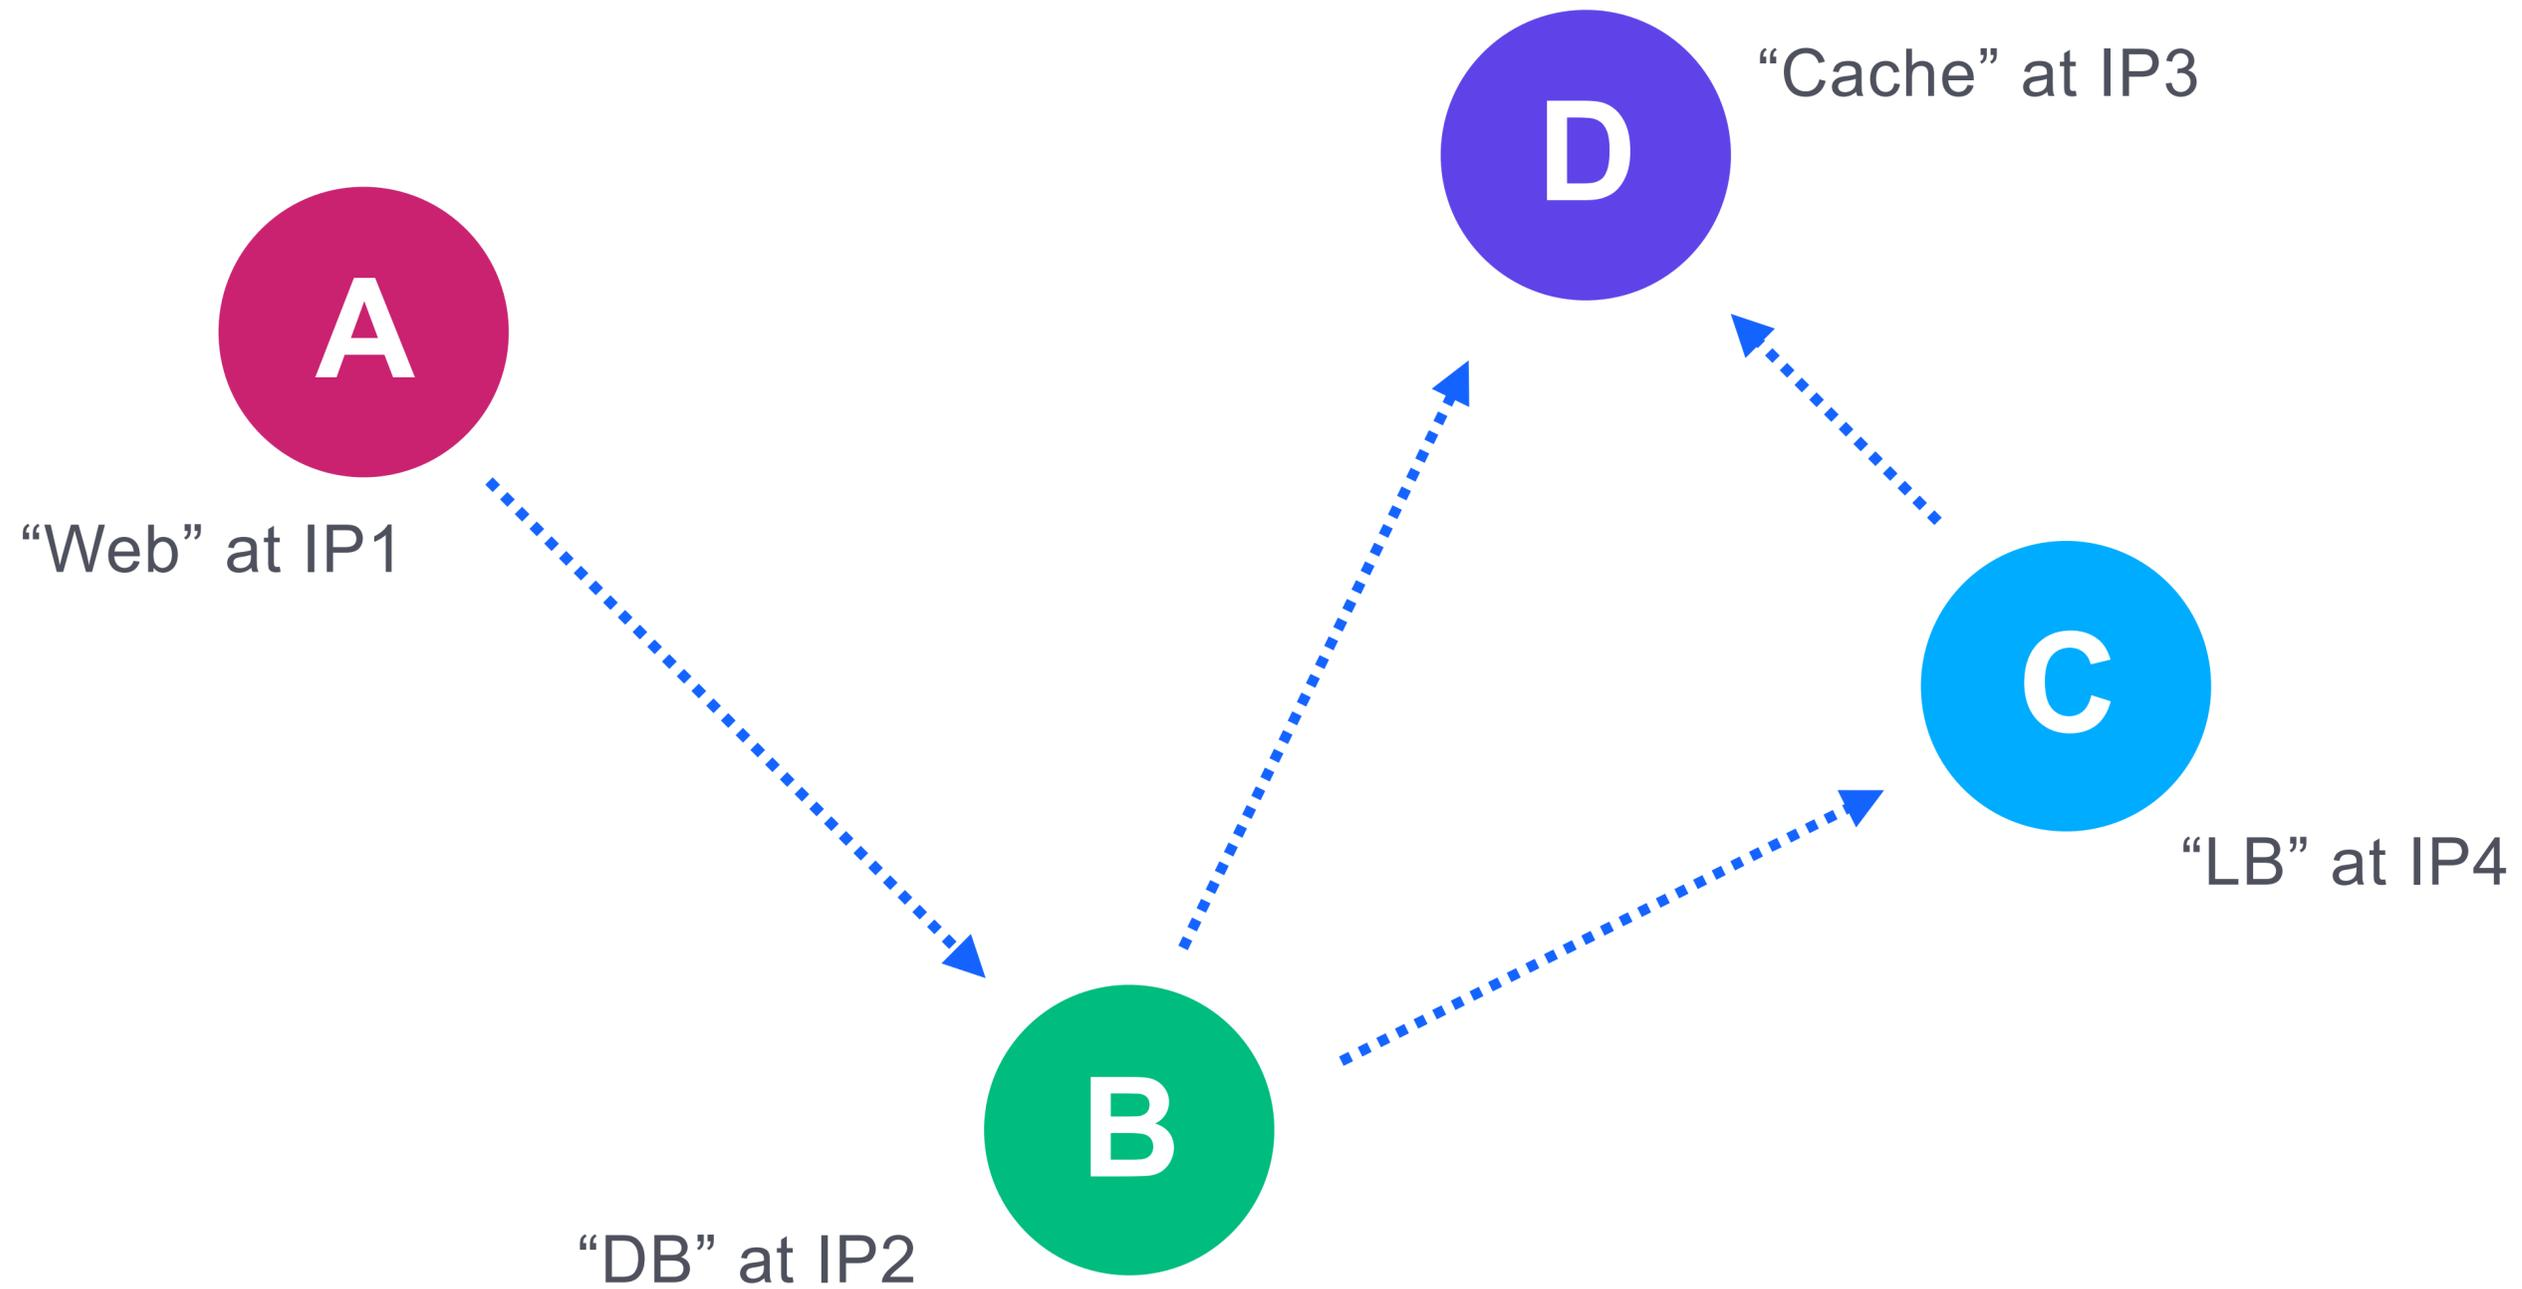 D
“Cache” at IP3
A
“Web” at IP1
C
“LB” at IP4
B
“DB” at IP2